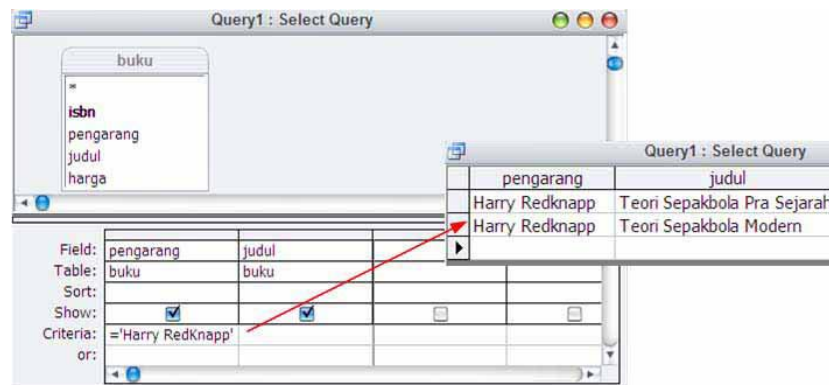 Query1 : Select Query
buku
*
isbn
pengarang
judul
harga
Query1 : Select Query
pengarang judul
Harry Redknapp Teori Sepakbola Pra Sejarah
Harry Redknapp Teori Sepakbola Modern
Field: pengarang judul
Table: buku buku
Sort:
Show:
Criteria: ='Harry RedKnapp'
or: